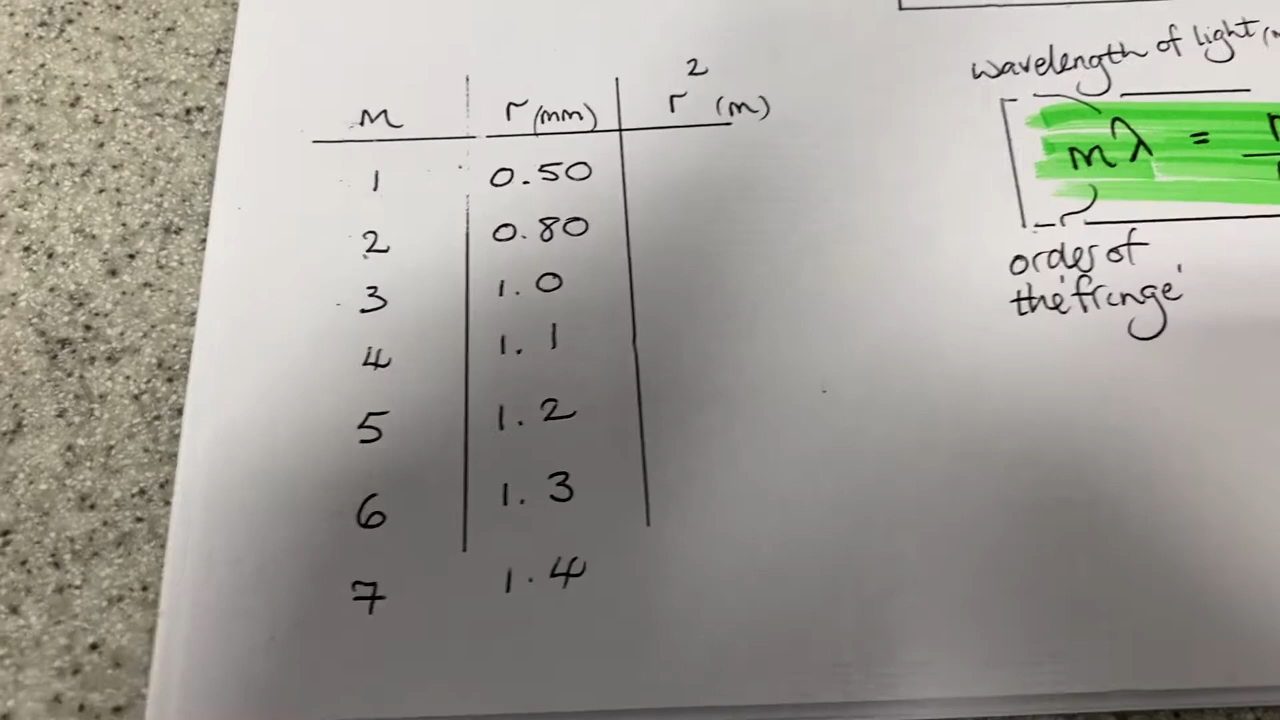 m r (mm) r² (m)
1 0.50
2 0.80
3 1.0
4 1.1
5 1.2
6 1.3
7 1.4
wavelength of light
mλ =
order of
the 'fringe'